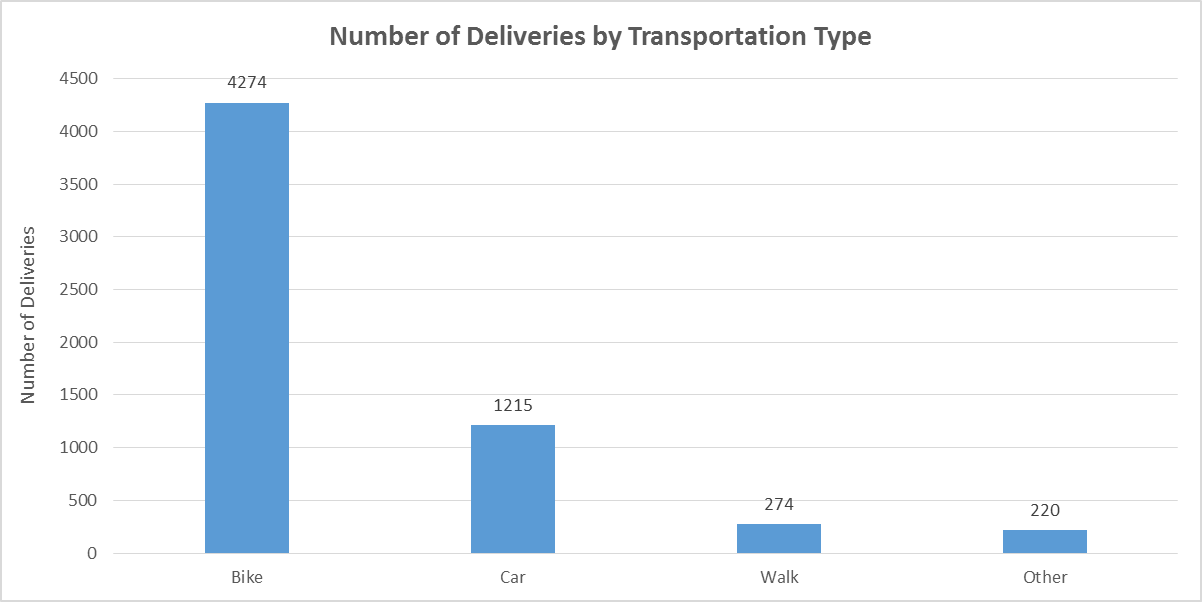 Number of Deliveries by Transportation Type
Number of Deliveries
4500
4000
3500
3000
2500
2000
1500
1000
500
0
4274
1215
274
220
Bike
Car
Walk
Other